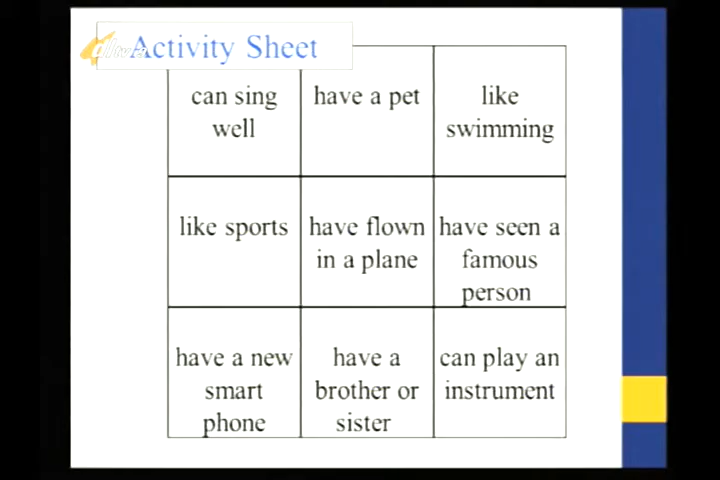 Activity Sheet
can sing
well
have a pet
like
swimming
like sports
have flown
in a plane
have seen a
famous
person
have a new
smart
phone
have a
brother or
sister
can play an
instrument